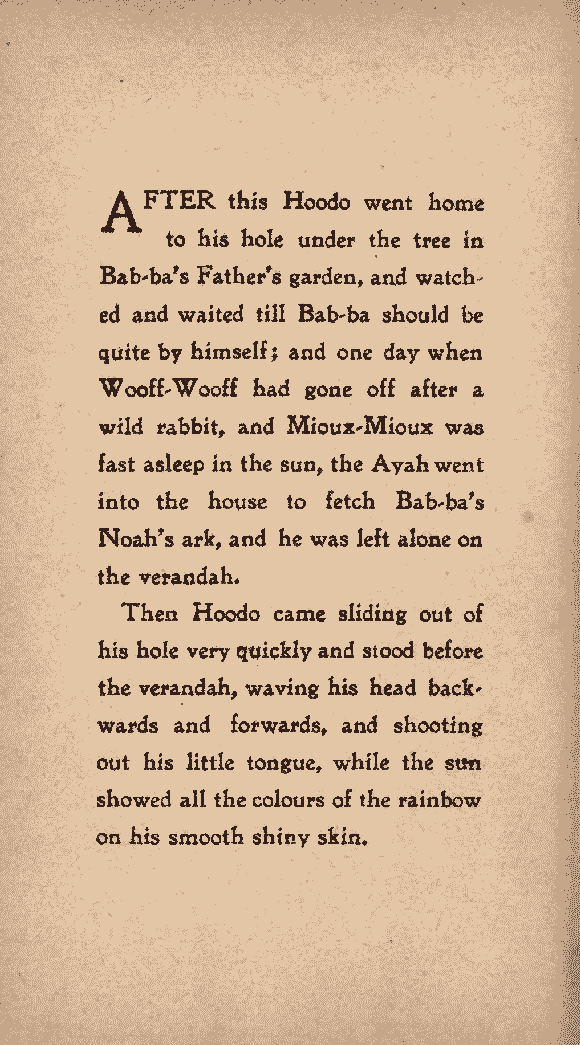 AFTER this Hoodo went home
to his hole under the tree in
Bab-ba's Father's garden, and watch-
ed and waited till Bab-ba should be
quite by himself; and one day when
Wooff-Wooff had gone off after a
wild rabbit, and Mioux-Mioux was
fast asleep in the sun, the Ayah went
into the house to fetch Bab-ba's
Noah's ark, and he was left alone on
the verandah.
Then Hoodo came sliding out of
his hole very quickly and stood before
the verandah, waving his head back-
wards and forwards, and shooting
out his little tongue, while the sun
showed all the colours of the rainbow
on his smooth shiny skin.